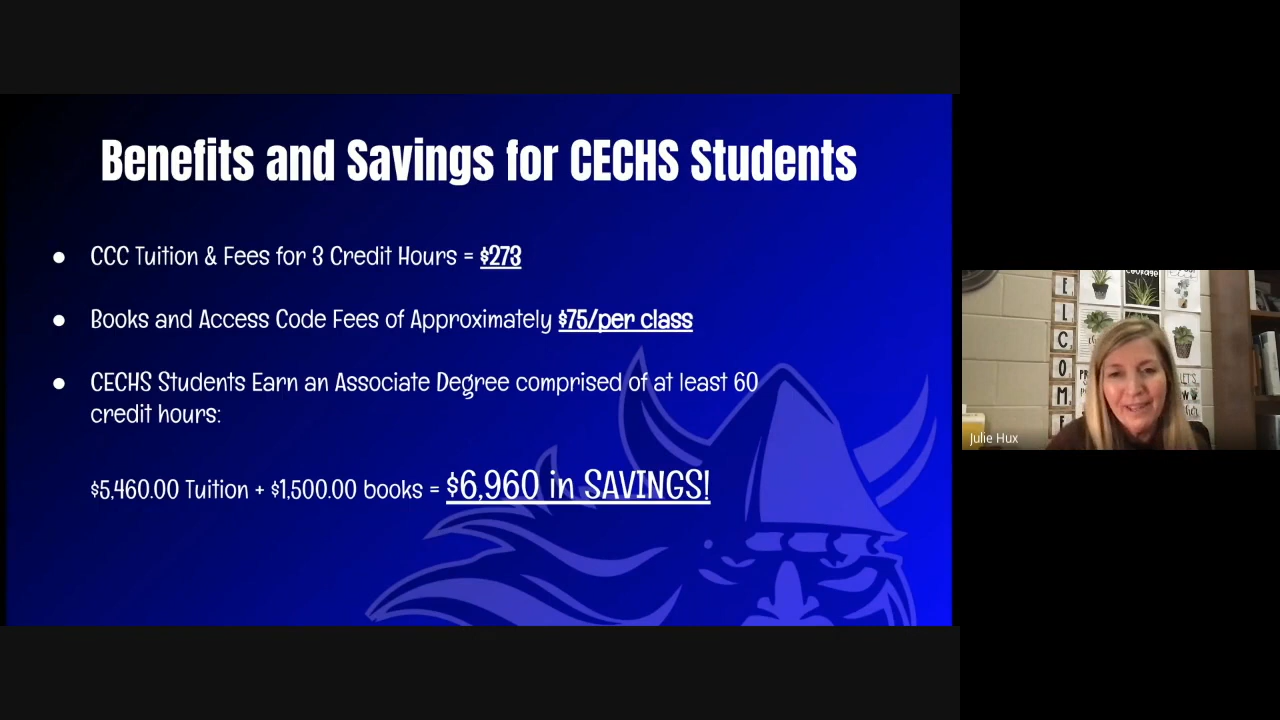 Benefits and Savings for CECHS Students
● CCC Tuition & Fees for 3 Credit Hours = $273
● Books and Access Code Fees of Approximately $75/per class
● CECHS Students Earn an Associate Degree comprised of at least 60
credit hours:
$5,460.00 Tuition + $1,500.00 books = $6,960 in SAVINGS!
E
L
C
O
M
E
Courage
Julie Hux